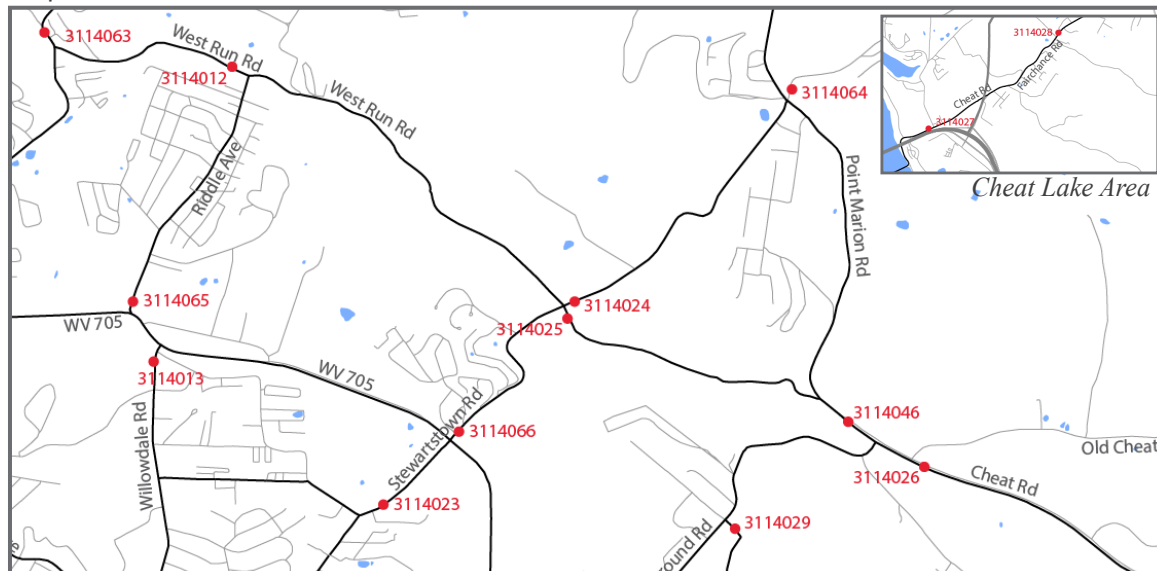 3114063
West Run Rd
3114012
West Run Rd
3114064
3114028
Fairchance Rd
Cheat Rd
3114027
Cheat Lake Area
Riddle Ave
Point Marion Rd
3114065
WV 705
3114024
3114025
3114013
WV 705
Willowdale Rd
Stewartstown Rd
3114066
3114046
Old Cheat
3114026
Cheat Rd
3114023
3114029
ound Rd